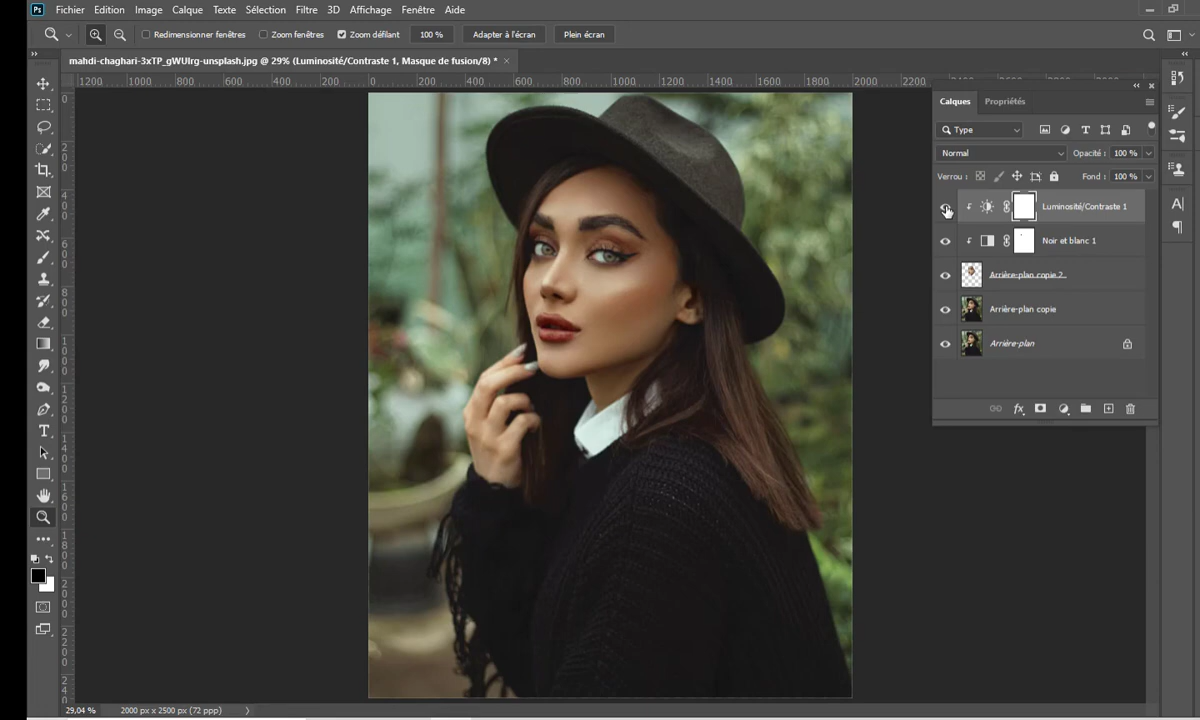 Ps Fichier Edition Image Calque Texte Sélection Filtre 3D Affichage Fenêtre Aide
Redimensionner fenêtres Zoom fenêtres Zoom défilant 100 % Adapter à l'écran Plein écran
mahdi-chaghari-3xTP_gWUIrg-unsplash.jpg @ 29% (Luminosité/Contraste 1, Masque de fusion/8) * ×
1200 1000 800 600 400 200 0 200 400 600 800 1000 1200 1400 1600 1800 2000 2200
Calques Propriétés
Type
Normal Opacité : 100 %
Verrou : Fond : 100 %
Luminosité/Contraste 1
Noir et blanc 1
Arrière-plan copie 2
Arrière-plan copie
Arrière-plan
fx
29,04 % 2000 px x 2500 px (72 ppp)